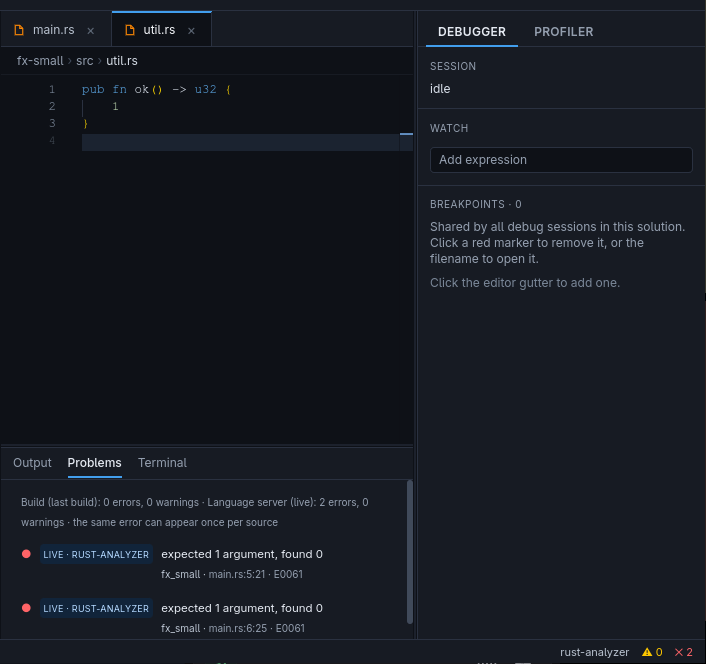 main.rs × util.rs ×
fx-small › src › util.rs
1 pub fn ok() -> u32 {
2 1
3 }
4
DEBUGGER PROFILER
SESSION
idle
WATCH
Add expression
BREAKPOINTS · 0
Shared by all debug sessions in this solution.
Click a red marker to remove it, or the
filename to open it.
Click the editor gutter to add one.
Output Problems Terminal
Build (last build): 0 errors, 0 warnings · Language server (live): 2 errors, 0
warnings · the same error can appear once per source
LIVE · RUST-ANALYZER expected 1 argument, found 0
fx_small · main.rs:5:21 · E0061
LIVE · RUST-ANALYZER expected 1 argument, found 0
fx_small · main.rs:6:25 · E0061
rust-analyzer 0 2